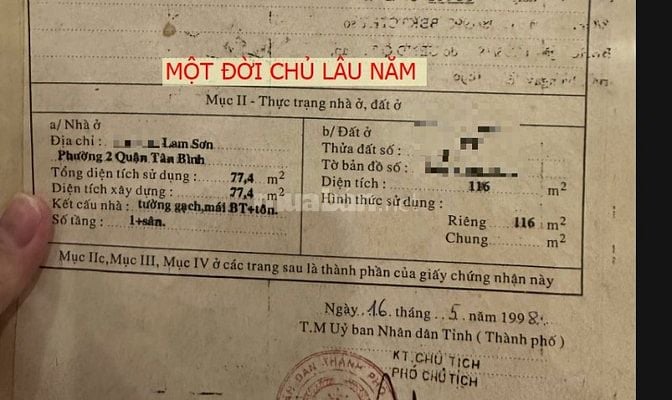 MỘT ĐỜI CHỦ LÂU NĂM
Mục II - Thực trạng nhà ở, đất ở
a/ Nhà ở
Địa chỉ : Lam Sơn
Phường 2 Quận Tân Bình
Tổng diện tích sử dụng : 77,4 m²
Diện tích xây dựng : 77,4 m²
Kết cấu nhà : tường gạch,mái BT+tôn.
Số tầng : 1+sân.
b/ Đất ở
Thửa đất số :
Tờ bản đồ số :
Diện tích : 116 m²
Hình thức sử dụng :
Riêng 116 m²
Chung m²
Mục IIc,Mục III, Mục IV ở các trang sau là thành phần của giấy chứng nhận này
Ngày 16 tháng 5 năm 1998
T.M Uỷ ban Nhân dân Tỉnh ( Thành phố )
KT. CHỦ TỊCH
PHÓ CHỦ TỊCH
DÂN THÀNH PHỐ